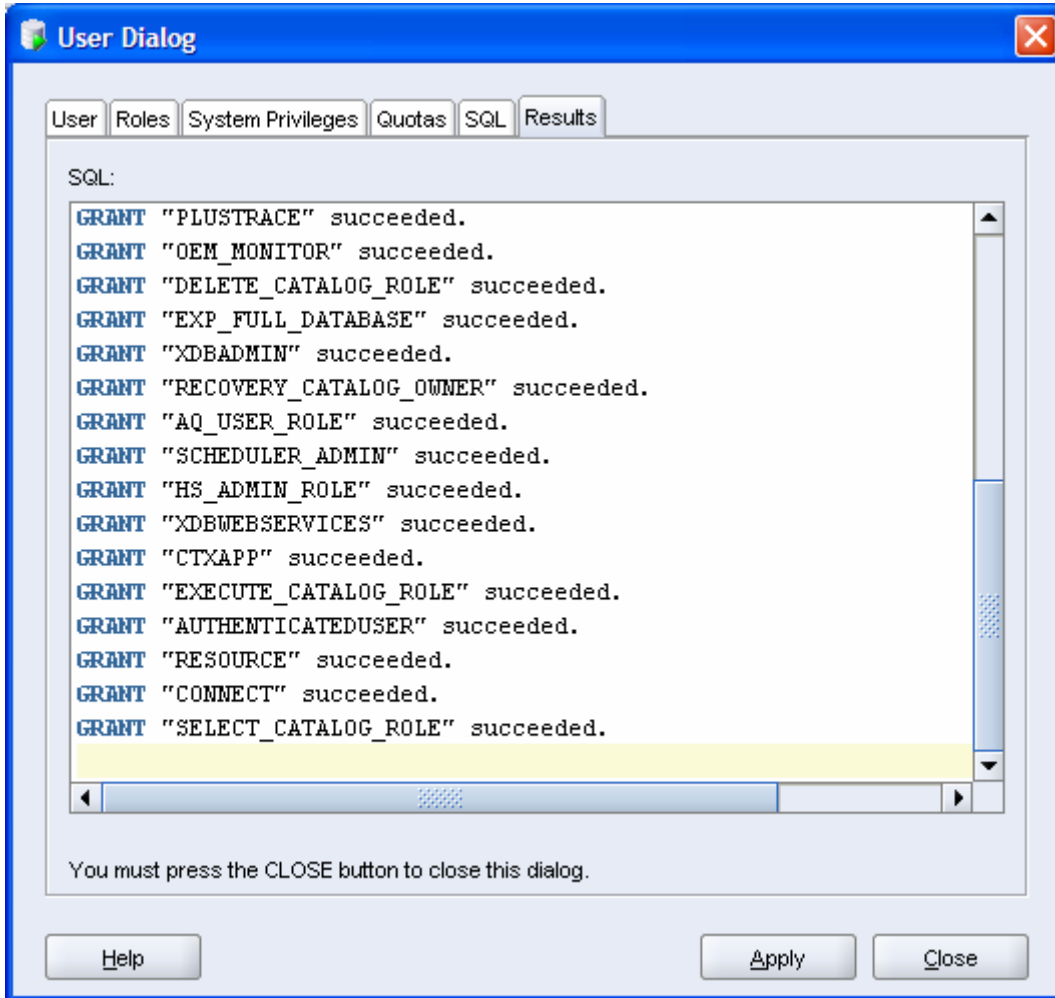 User Dialog
User Roles System Privileges Quotas SQL Results
SQL:
GRANT "PLUSTRACE" succeeded.
GRANT "OEM_MONITOR" succeeded.
GRANT "DELETE_CATALOG_ROLE" succeeded.
GRANT "EXP_FULL_DATABASE" succeeded.
GRANT "XDBADMIN" succeeded.
GRANT "RECOVERY_CATALOG_OWNER" succeeded.
GRANT "AQ_USER_ROLE" succeeded.
GRANT "SCHEDULER_ADMIN" succeeded.
GRANT "HS_ADMIN_ROLE" succeeded.
GRANT "XDBWEBSERVICES" succeeded.
GRANT "CTXAPP" succeeded.
GRANT "EXECUTE_CATALOG_ROLE" succeeded.
GRANT "AUTHENTICATEDUSER" succeeded.
GRANT "RESOURCE" succeeded.
GRANT "CONNECT" succeeded.
GRANT "SELECT_CATALOG_ROLE" succeeded.
You must press the CLOSE button to close this dialog.
Help Apply Close